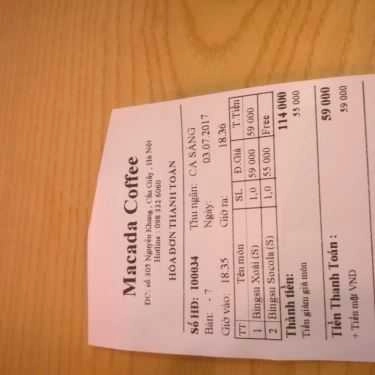 Macada Coffee
ĐC: số 105 Nguyễn Khang , Cầu Giấy , Hà Nội
Hotline : 098 132 6060
HÓA ĐƠN THANH TOÁN
Số HĐ: 100034 Thu ngân: CA SÁNG
Bàn: - 7 Ngày: 03.07.2017
Giờ vào: 18.35 Giờ ra: 18.36
TT Tên món SL Đ.Giá T.Tiền
1 Bingsu Xoài (S) 1,0 59 000 59 000
2 Bingsu Socola (S) 1,0 55 000 Free
Thành tiền: 114 000
Tiền giảm giá món 55 000
Tiền Thanh Toán : 59 000
+ Tiền mặt VND 59 000